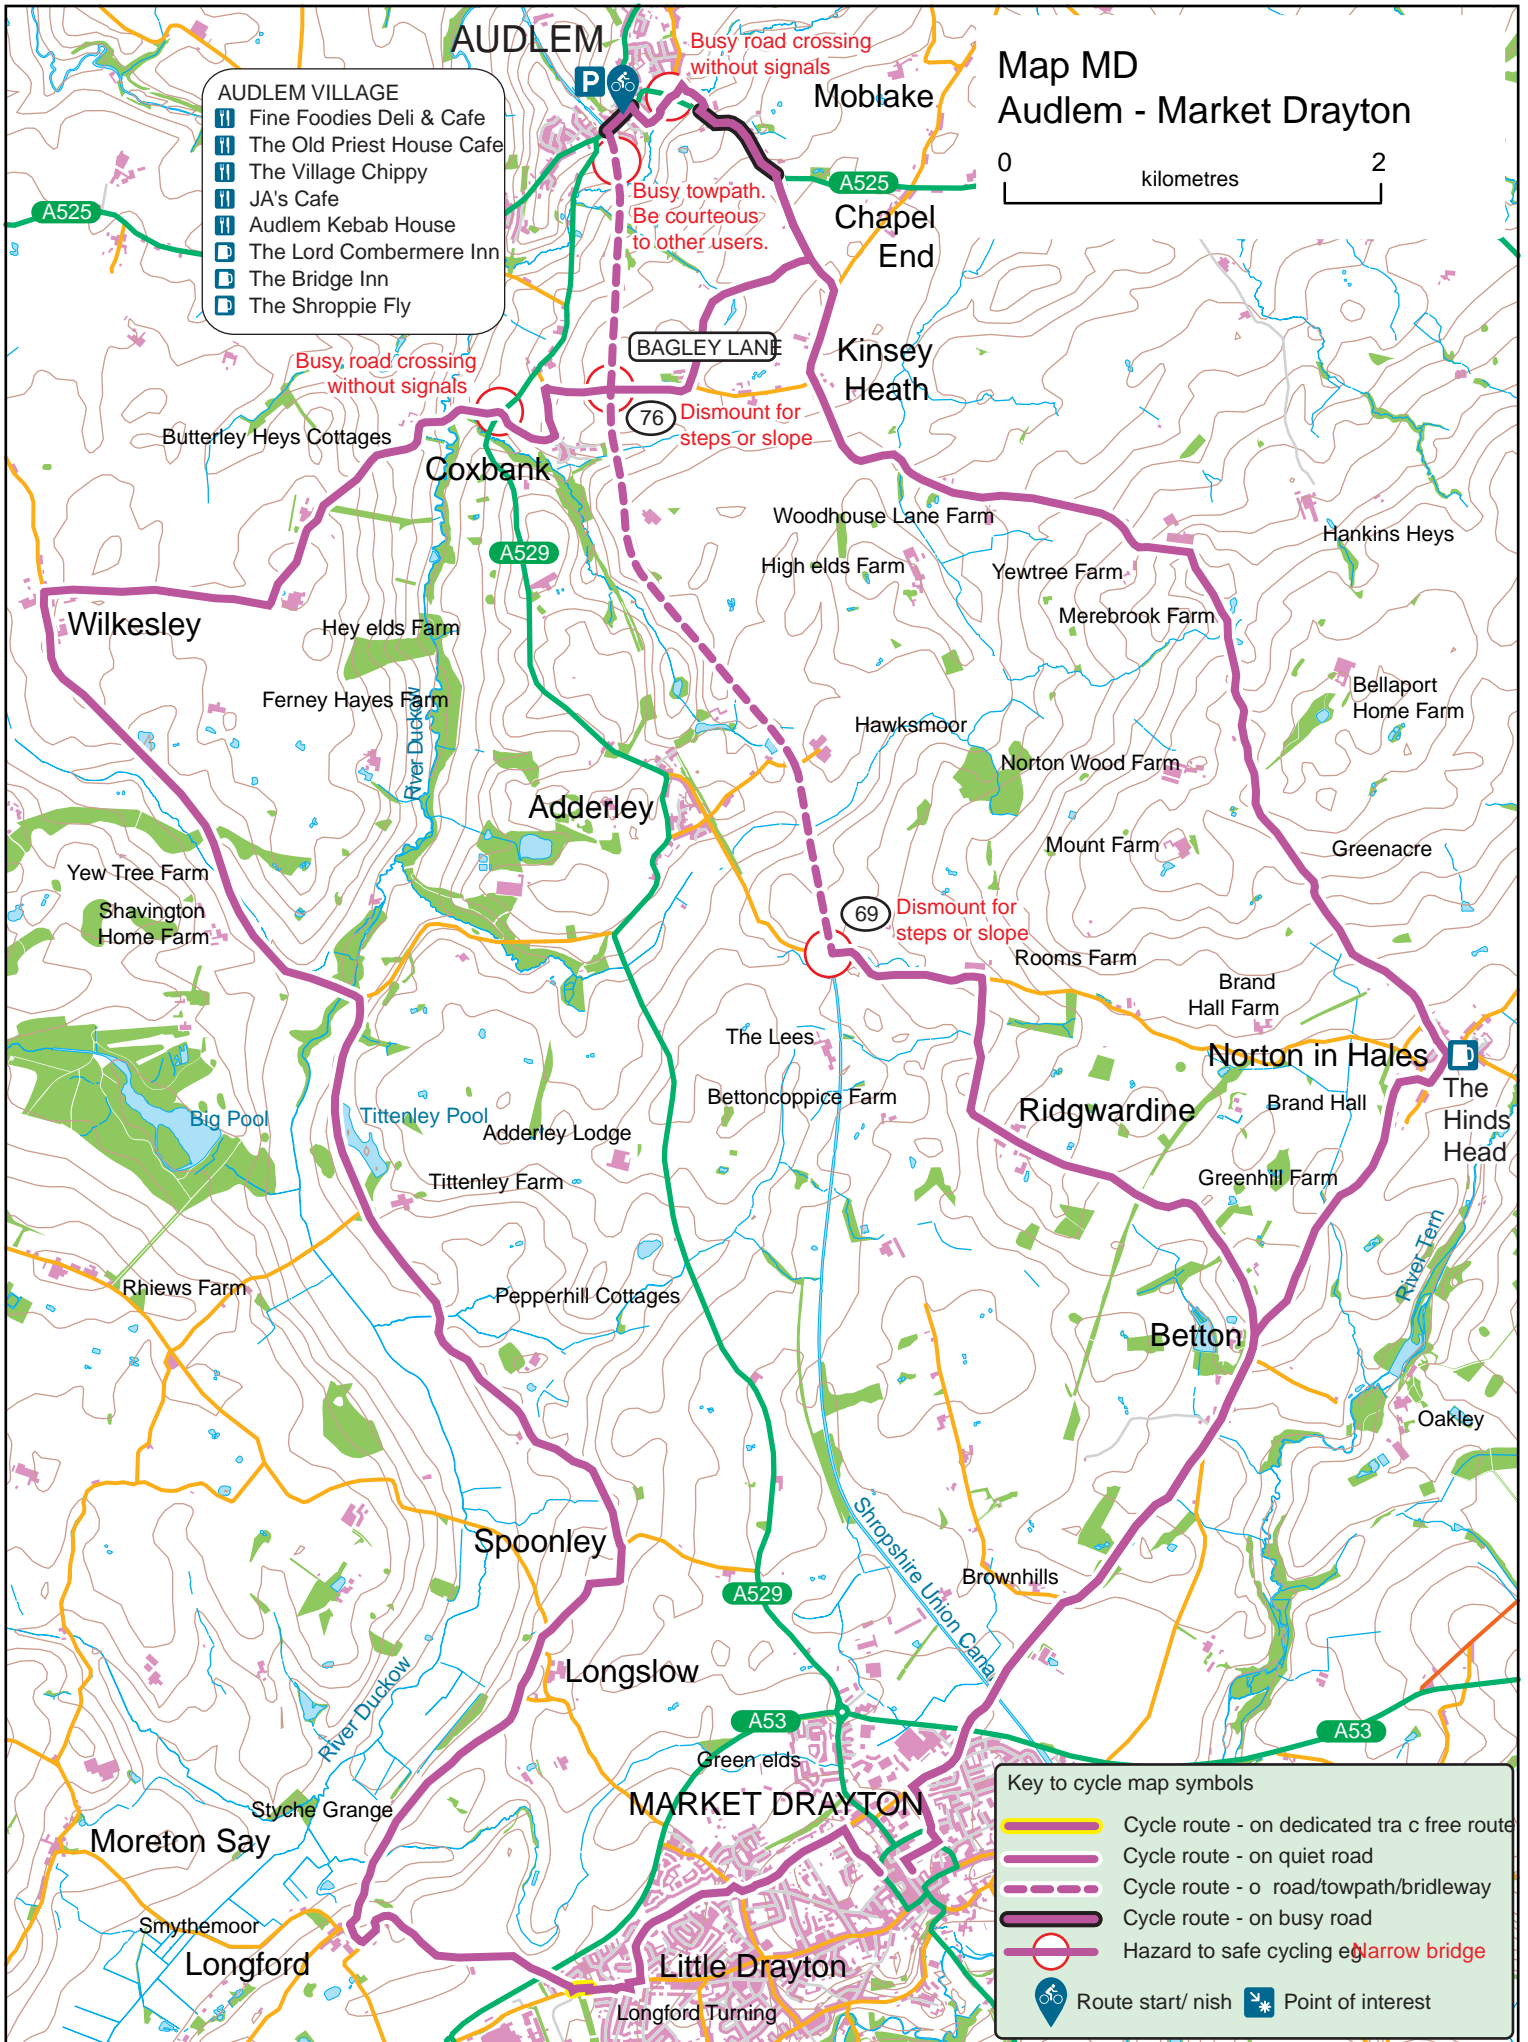 AUDLEM
P
Busy road crossing
without signals
Moblake
Map MD
Audlem - Market Drayton
0 2
kilometres
AUDLEM VILLAGE
Fine Foodies Deli & Cafe
The Old Priest House Cafe
The Village Chippy
JA's Cafe
Audlem Kebab House
The Lord Combermere Inn
The Bridge Inn
The Shroppie Fly
A525
A525
Busy towpath.
Be courteous
to other users.
Chapel
End
BAGLEY LANE
Kinsey
Heath
Busy road crossing
without signals
76
Dismount for
steps or slope
Butterley Heys Cottages
Coxbank
Woodhouse Lane Farm
Hankins Heys
A529
High elds Farm
Yewtree Farm
Merebrook Farm
Wilkesley
Hey elds Farm
Ferney Hayes Farm
River Duckow
Bellaport
Home Farm
Hawksmoor
Norton Wood Farm
Adderley
Mount Farm
Greenacre
Yew Tree Farm
Shavington
Home Farm
69
Dismount for
steps or slope
Rooms Farm
Brand
Hall Farm
The Lees
Norton in Hales
The
Hinds
Head
Bettoncoppice Farm
Ridgwardine
Brand Hall
Big Pool
Tittenley Pool
Adderley Lodge
Tittenley Farm
Greenhill Farm
River Tern
Rhiews Farm
Pepperhill Cottages
Betton
Oakley
Spoonley
Shropshire Union Canal
Brownhills
A529
Longslow
River Duckow
A53
A53
Green elds
MARKET DRAYTON
Styche Grange
Moreton Say
Smythemoor
Longford
Little Drayton
Longford Turning
Key to cycle map symbols
Cycle route - on dedicated tra c free route
Cycle route - on quiet road
Cycle route - o road/towpath/bridleway
Cycle route - on busy road
Hazard to safe cycling eg Narrow bridge
Route start/ nish
Point of interest